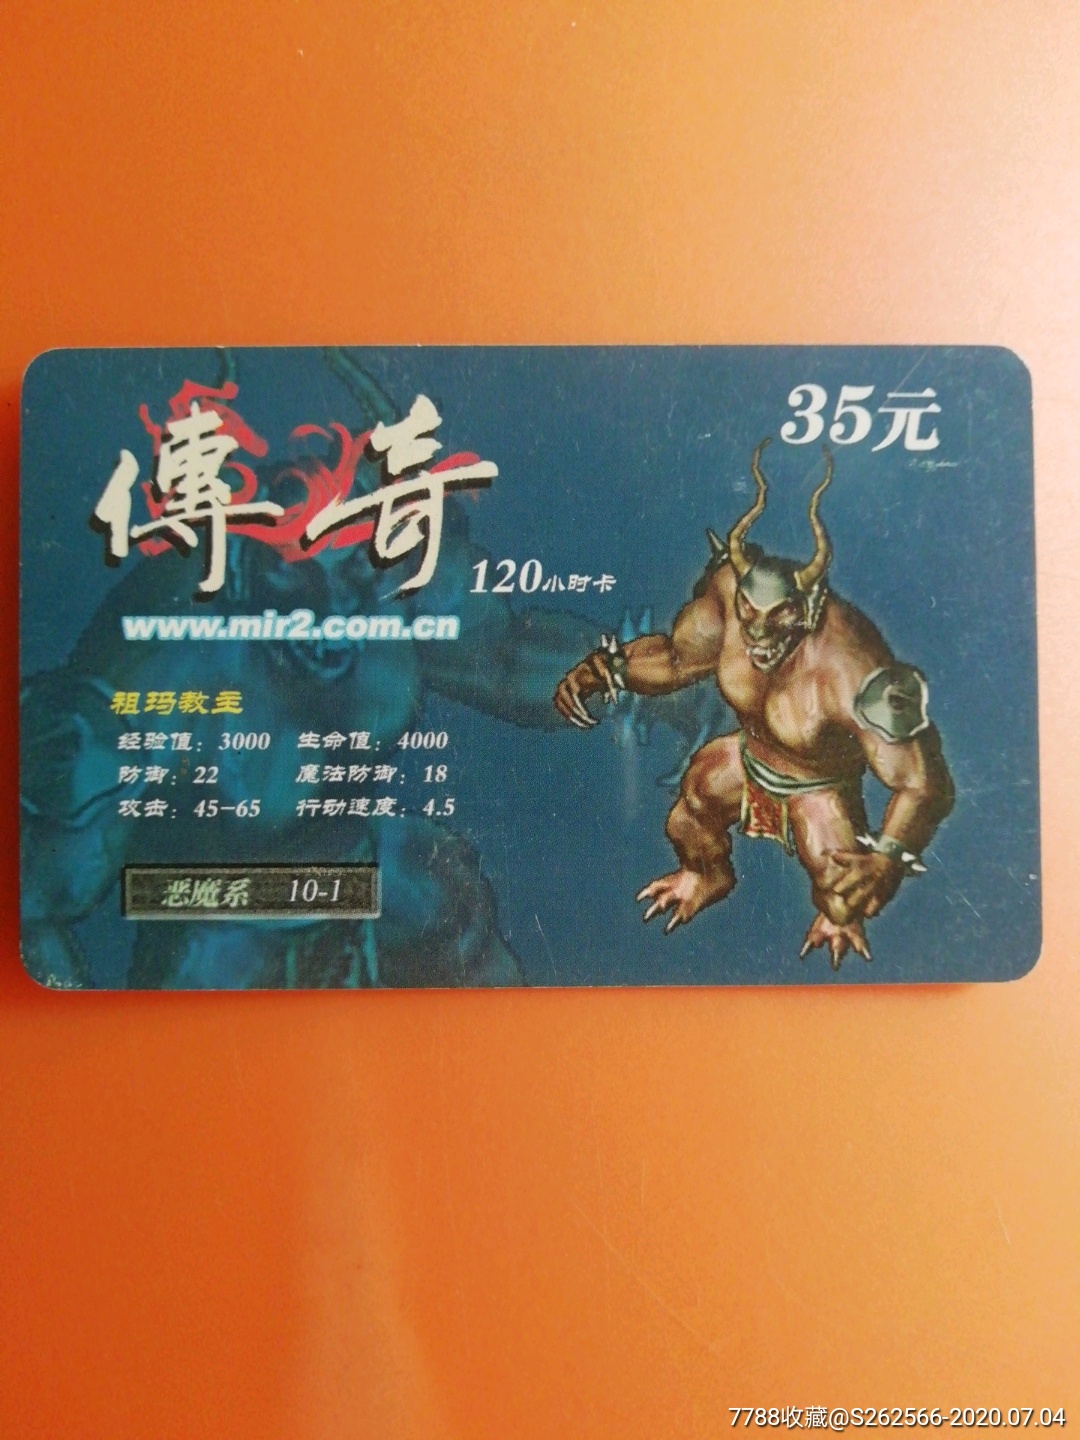 35元
傳奇
120小时卡
www.mir2.com.cn
祖玛教主
经验值：3000 生命值：4000
防御：22 魔法防御：18
攻击：45-65 行动速度：4.5
恶魔系 10-1
7788收藏@S262566-2020.07.04